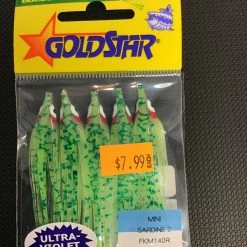 GOLDSTAR
$7.99
ULTRA-
VIOLET
MINI
SARDINE 2
FKM140R